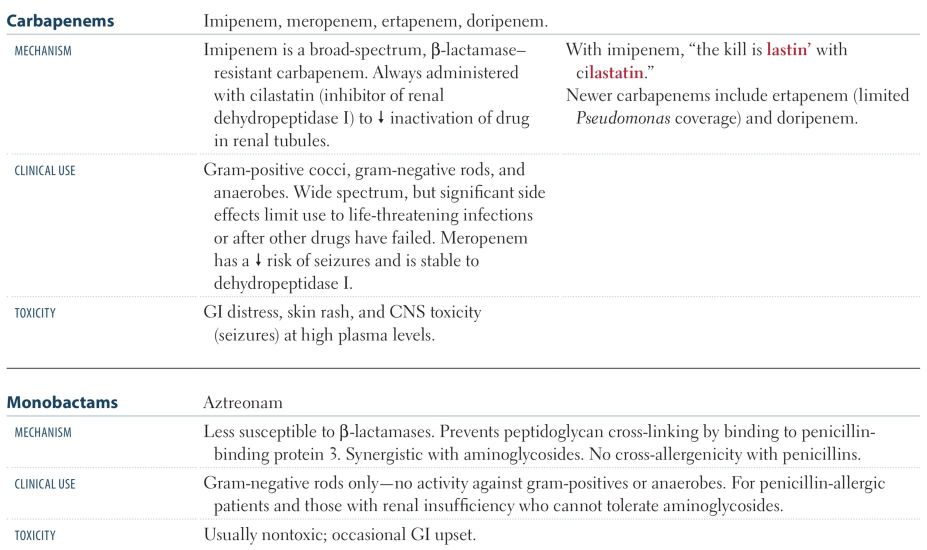 Carbapenems
Imipenem, meropenem, ertapenem, doripenem.
MECHANISM
Imipenem is a broad-spectrum, β-lactamase–
resistant carbapenem. Always administered
with cilastatin (inhibitor of renal
dehydropeptidase I) to ↓ inactivation of drug
in renal tubules.
With imipenem, “the kill is lastin’ with
cilastatin.”
Newer carbapenems include ertapenem (limited
Pseudomonas coverage) and doripenem.
CLINICAL USE
Gram-positive cocci, gram-negative rods, and
anaerobes. Wide spectrum, but significant side
effects limit use to life-threatening infections
or after other drugs have failed. Meropenem
has a ↓ risk of seizures and is stable to
dehydropeptidase I.
TOXICITY
GI distress, skin rash, and CNS toxicity
(seizures) at high plasma levels.
Monobactams
Aztreonam
MECHANISM
Less susceptible to β-lactamases. Prevents peptidoglycan cross-linking by binding to penicillin-
binding protein 3. Synergistic with aminoglycosides. No cross-allergenicity with penicillins.
CLINICAL USE
Gram-negative rods only—no activity against gram-positives or anaerobes. For penicillin-allergic
patients and those with renal insufficiency who cannot tolerate aminoglycosides.
TOXICITY
Usually nontoxic; occasional GI upset.